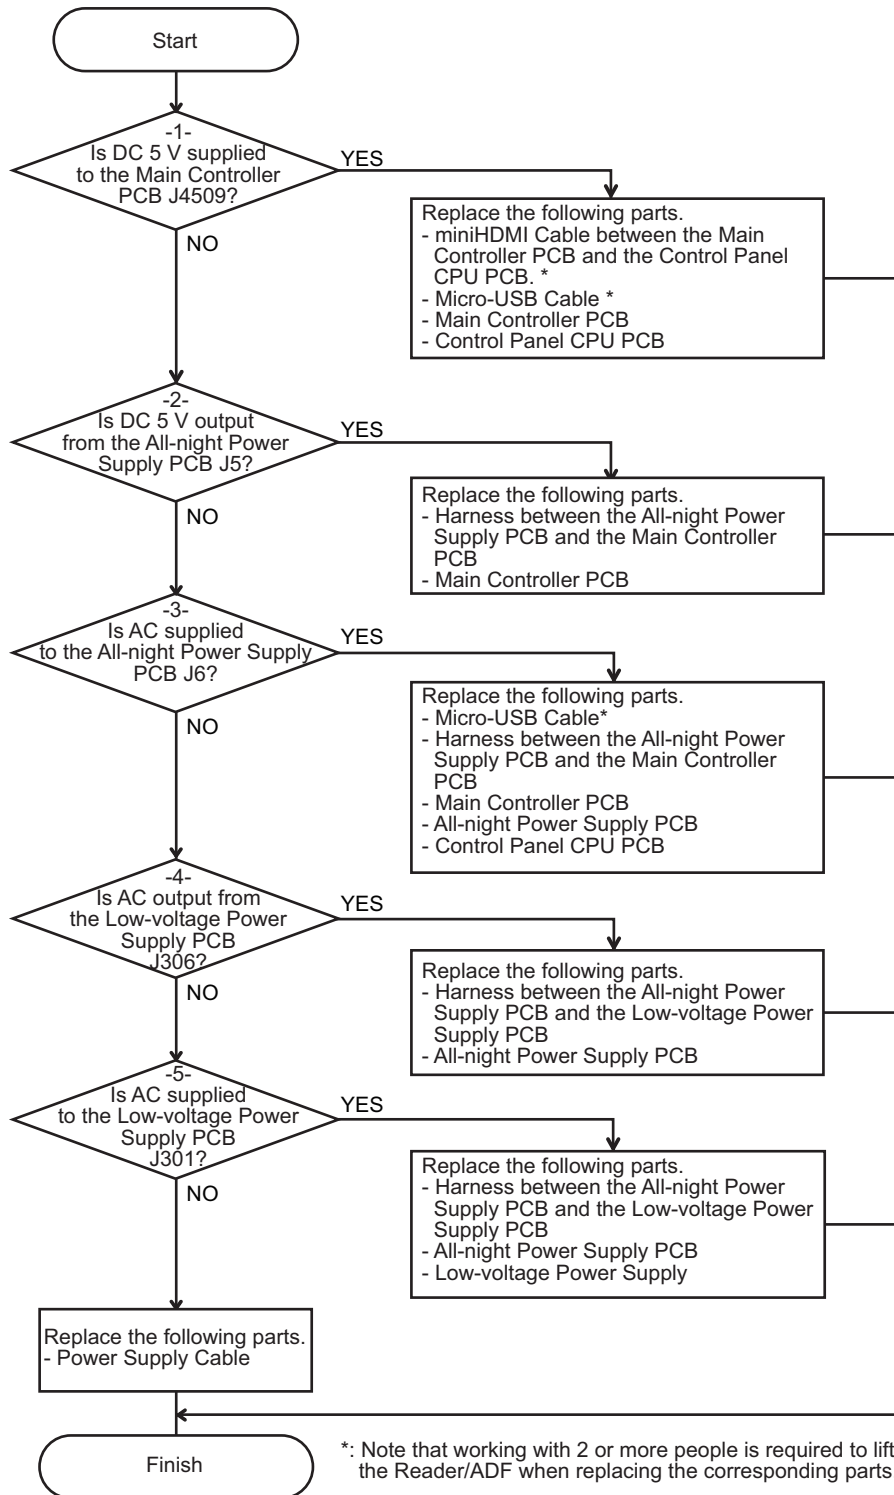 Start
-1-
Is DC 5 V supplied
to the Main Controller
PCB J4509?
YES
NO
Replace the following parts.
- miniHDMI Cable between the Main
Controller PCB and the Control Panel
CPU PCB. *
- Micro-USB Cable *
- Main Controller PCB
- Control Panel CPU PCB
-2-
Is DC 5 V output
from the All-night Power
Supply PCB J5?
YES
NO
Replace the following parts.
- Harness between the All-night Power
Supply PCB and the Main Controller
PCB
- Main Controller PCB
-3-
Is AC supplied
to the All-night Power Supply
PCB J6?
YES
NO
Replace the following parts.
- Micro-USB Cable*
- Harness between the All-night Power
Supply PCB and the Main Controller
PCB
- Main Controller PCB
- All-night Power Supply PCB
- Control Panel CPU PCB
-4-
Is AC output from
the Low-voltage Power
Supply PCB
J306?
YES
NO
Replace the following parts.
- Harness between the All-night Power
Supply PCB and the Low-voltage Power
Supply PCB
- All-night Power Supply PCB
-5-
Is AC supplied
to the Low-voltage Power
Supply PCB
J301?
YES
NO
Replace the following parts.
- Harness between the All-night Power
Supply PCB and the Low-voltage Power
Supply PCB
- All-night Power Supply PCB
- Low-voltage Power Supply
Replace the following parts.
- Power Supply Cable
Finish
*: Note that working with 2 or more people is required to lift
the Reader/ADF when replacing the corresponding parts